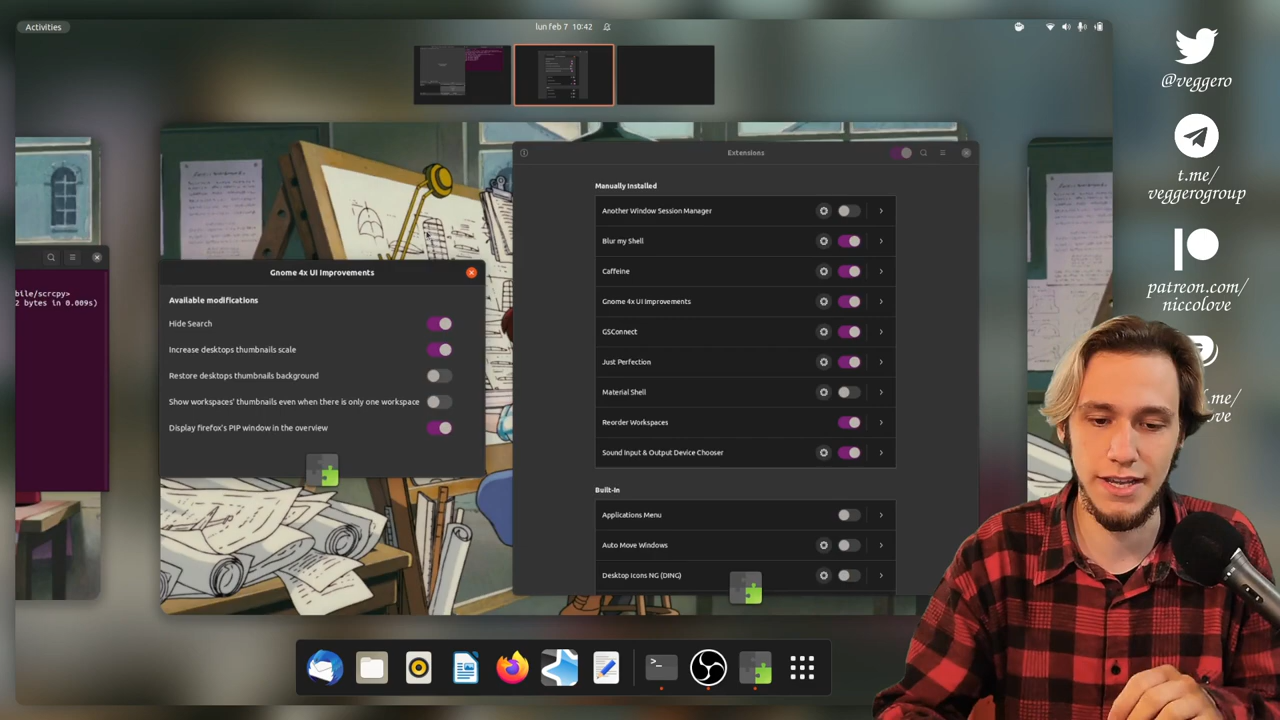 Activities
lun feb 7 10:42
@veggero
t.me/
veggerogroup
patreon.com/
niccolove
.me/
ove
bile/scrcpy>
2 bytes in 0.009s)
Gnome 4x UI Improvements
Available modifications
Hide Search
Increase desktops thumbnails scale
Restore desktops thumbnails background
Show workspaces' thumbnails even when there is only one workspace
Display firefox's PIP window in the overview
Extensions
Manually Installed
Another Window Session Manager
Blur my Shell
Caffeine
Gnome 4x UI Improvements
GSConnect
Just Perfection
Material Shell
Reorder Workspaces
Sound Input & Output Device Chooser
Built-In
Applications Menu
Auto Move Windows
Desktop Icons NG (DING)
>_